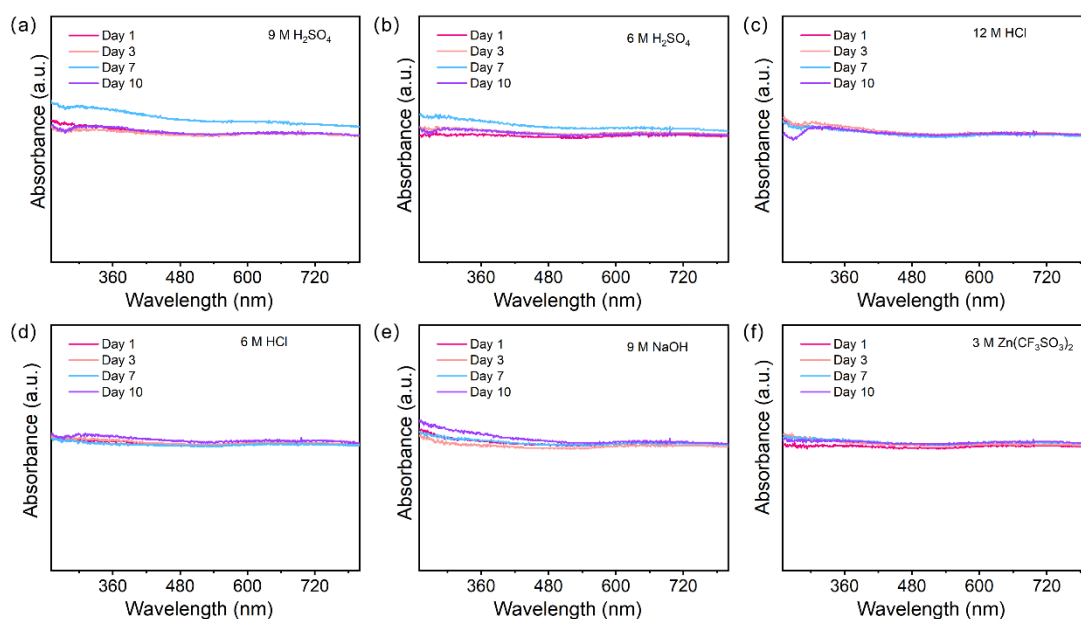 (a)
Day 1
Day 3
Day 7
Day 10
9 M H₂SO₄
Absorbance (a.u.)
360 480 600 720
Wavelength (nm)
(b)
Day 1
Day 3
Day 7
Day 10
6 M H₂SO₄
Absorbance (a.u.)
360 480 600 720
Wavelength (nm)
(c)
Day 1
Day 3
Day 7
Day 10
12 M HCl
Absorbance (a.u.)
360 480 600 720
Wavelength (nm)
(d)
Day 1
Day 3
Day 7
Day 10
6 M HCl
Absorbance (a.u.)
360 480 600 720
Wavelength (nm)
(e)
Day 1
Day 3
Day 7
Day 10
9 M NaOH
Absorbance (a.u.)
360 480 600 720
Wavelength (nm)
(f)
Day 1
Day 3
Day 7
Day 10
3 M Zn(CF₃SO₃)₂
Absorbance (a.u.)
360 480 600 720
Wavelength (nm)